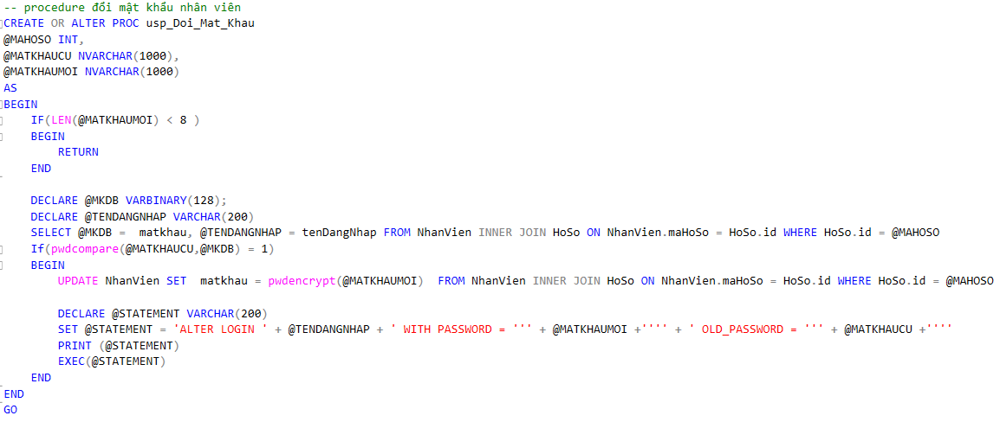 -- procedure đổi mật khẩu nhân viên
CREATE OR ALTER PROC usp_Doi_Mat_Khau
@MAHOSO INT,
@MATKHAUCU NVARCHAR(1000),
@MATKHAUMOI NVARCHAR(1000)
AS
BEGIN
    IF(LEN(@MATKHAUMOI) < 8 )
    BEGIN
        RETURN
    END

    DECLARE @MKDB VARBINARY(128);
    DECLARE @TENDANGNHAP VARCHAR(200)
    SELECT @MKDB =  matkhau, @TENDANGNHAP = tenDangNhap FROM NhanVien INNER JOIN HoSo ON NhanVien.maHoSo = HoSo.id WHERE HoSo.id = @MAHOSO
    If(pwdcompare(@MATKHAUCU,@MKDB) = 1)
    BEGIN
        UPDATE NhanVien SET  matkhau = pwdencrypt(@MATKHAUMOI)  FROM NhanVien INNER JOIN HoSo ON NhanVien.maHoSo = HoSo.id WHERE HoSo.id = @MAHOSO

        DECLARE @STATEMENT VARCHAR(200)
        SET @STATEMENT = 'ALTER LOGIN ' + @TENDANGNHAP + ' WITH PASSWORD = ''' + @MATKHAUMOI +'''' + ' OLD_PASSWORD = ''' + @MATKHAUCU +''''
        PRINT (@STATEMENT)
        EXEC(@STATEMENT)
    END
END
GO